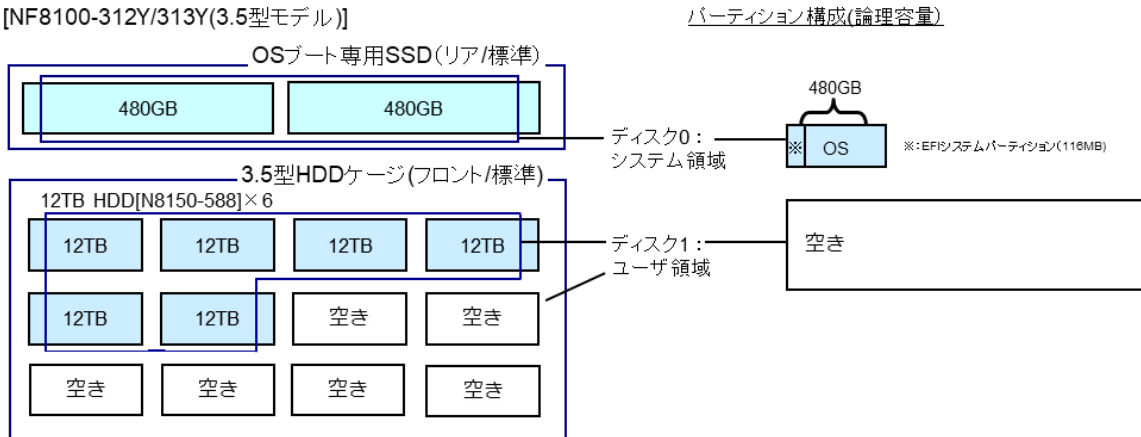 [NF8100-312Y/313Y(3.5型モデル)]
パーティション構成(論理容量)
OSブート専用SSD(リア/標準)
480GB
480GB
480GB
ディスク0：
システム領域
※
OS
※：EFIシステムパーティション(116MB)
3.5型HDDケージ(フロント/標準)
12TB HDD[N8150-588]×6
12TB
12TB
12TB
12TB
ディスク1：
ユーザ領域
空き
12TB
12TB
空き
空き
空き
空き
空き
空き